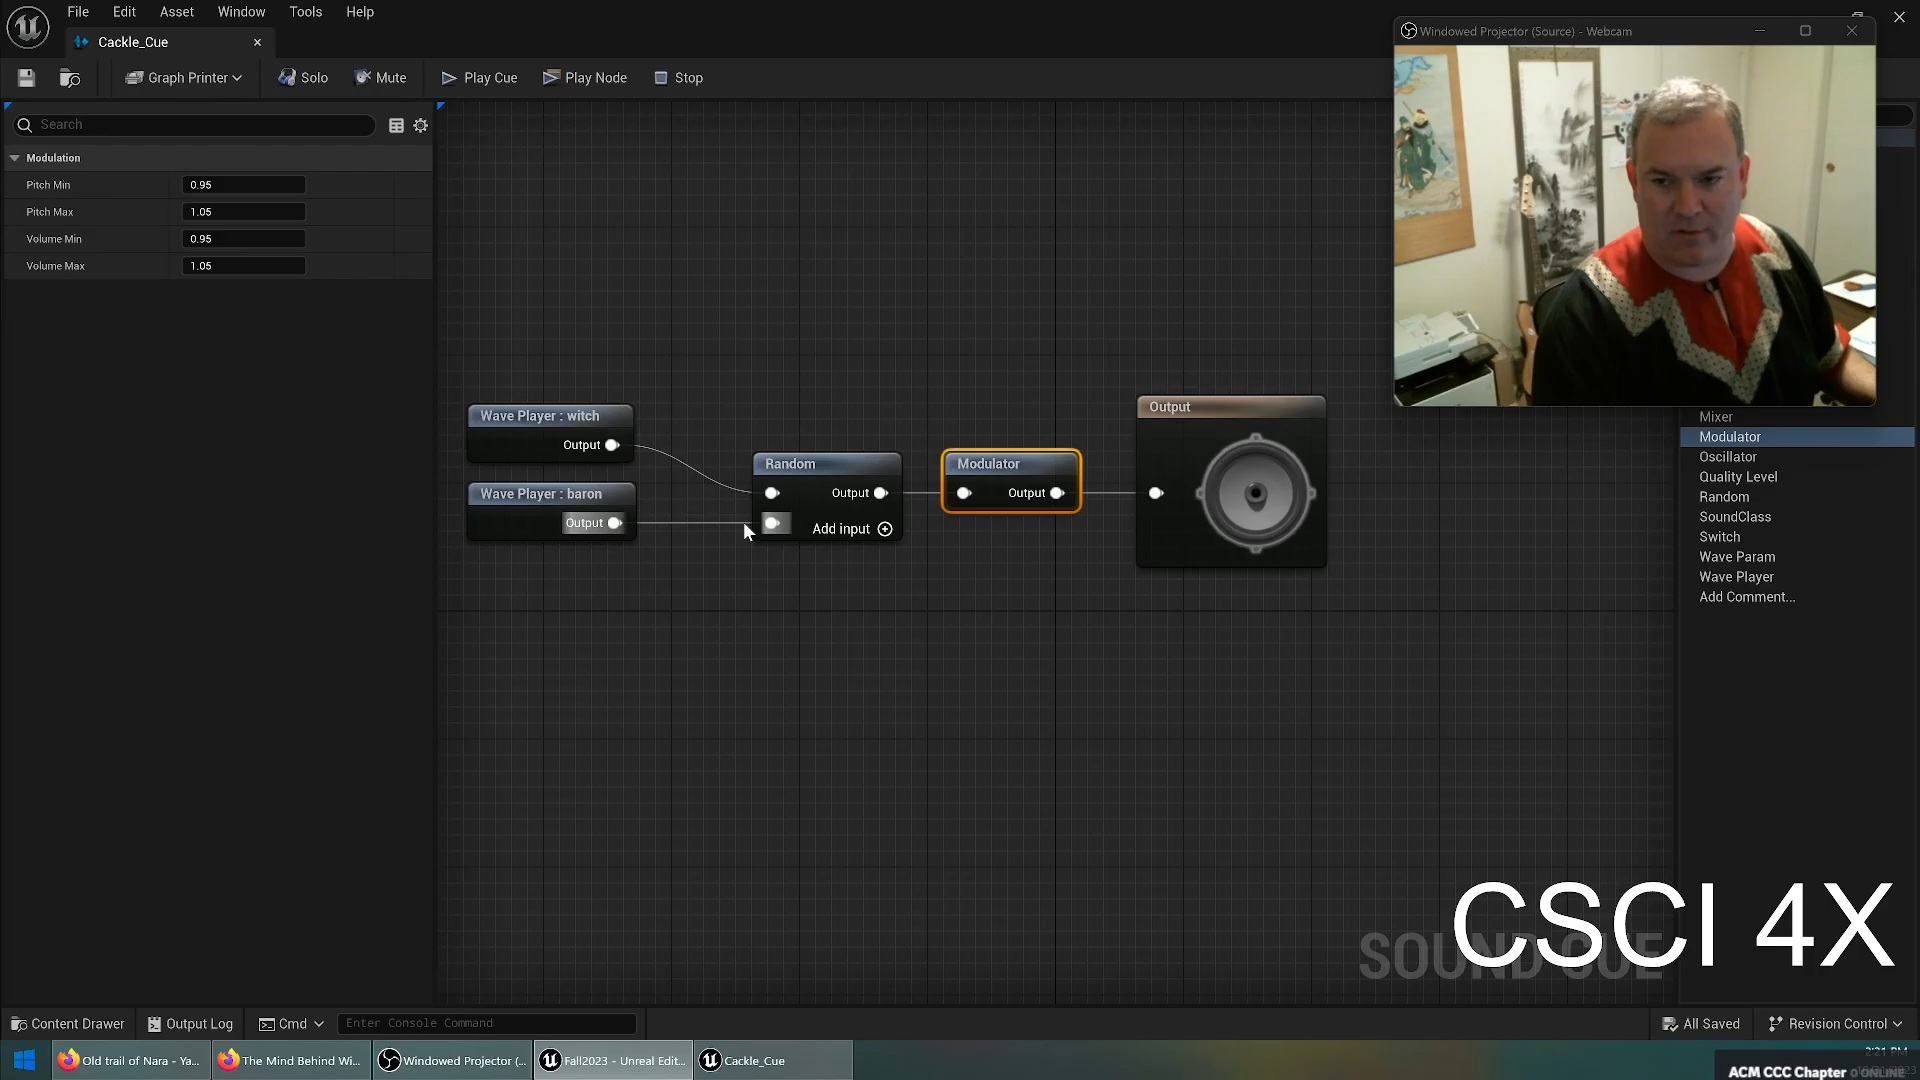 File Edit Asset Window Tools Help
Cackle_Cue
Graph Printer
Solo
Mute
Play Cue
Play Node
Stop
Windowed Projector (Source) - Webcam
Search
Modulation
Pitch Min 0.95
Pitch Max 1.05
Volume Min 0.95
Volume Max 1.05
Wave Player : witch
Output
Wave Player : baron
Output
Random
Output
Add input
Modulator
Output
Output
Mixer
Modulator
Oscillator
Quality Level
Random
SoundClass
Switch
Wave Param
Wave Player
Add Comment...
CSCI 4X
SOUND CUE
Content Drawer
Output Log
Cmd
Enter Console Command
All Saved
Revision Control
Old trail of Nara - Ya...
The Mind Behind Wi...
Windowed Projector (...
Fall2023 - Unreal Edit...
Cackle_Cue
2:21 PM
ACM CCC Chapter 0 ONLINE